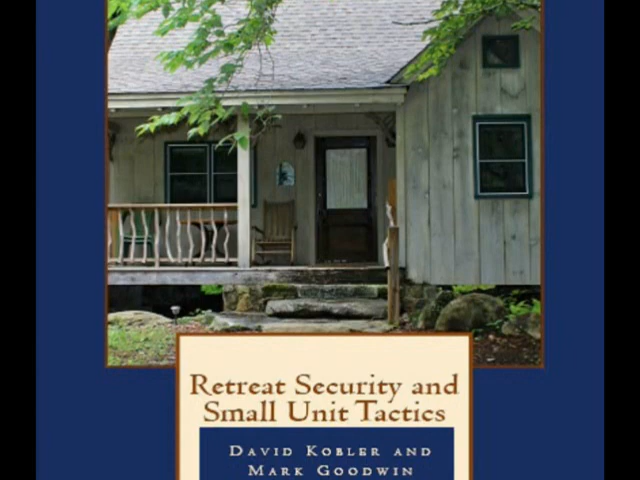 Retreat Security and
Small Unit Tactics
David Kobler and
Mark Goodwin